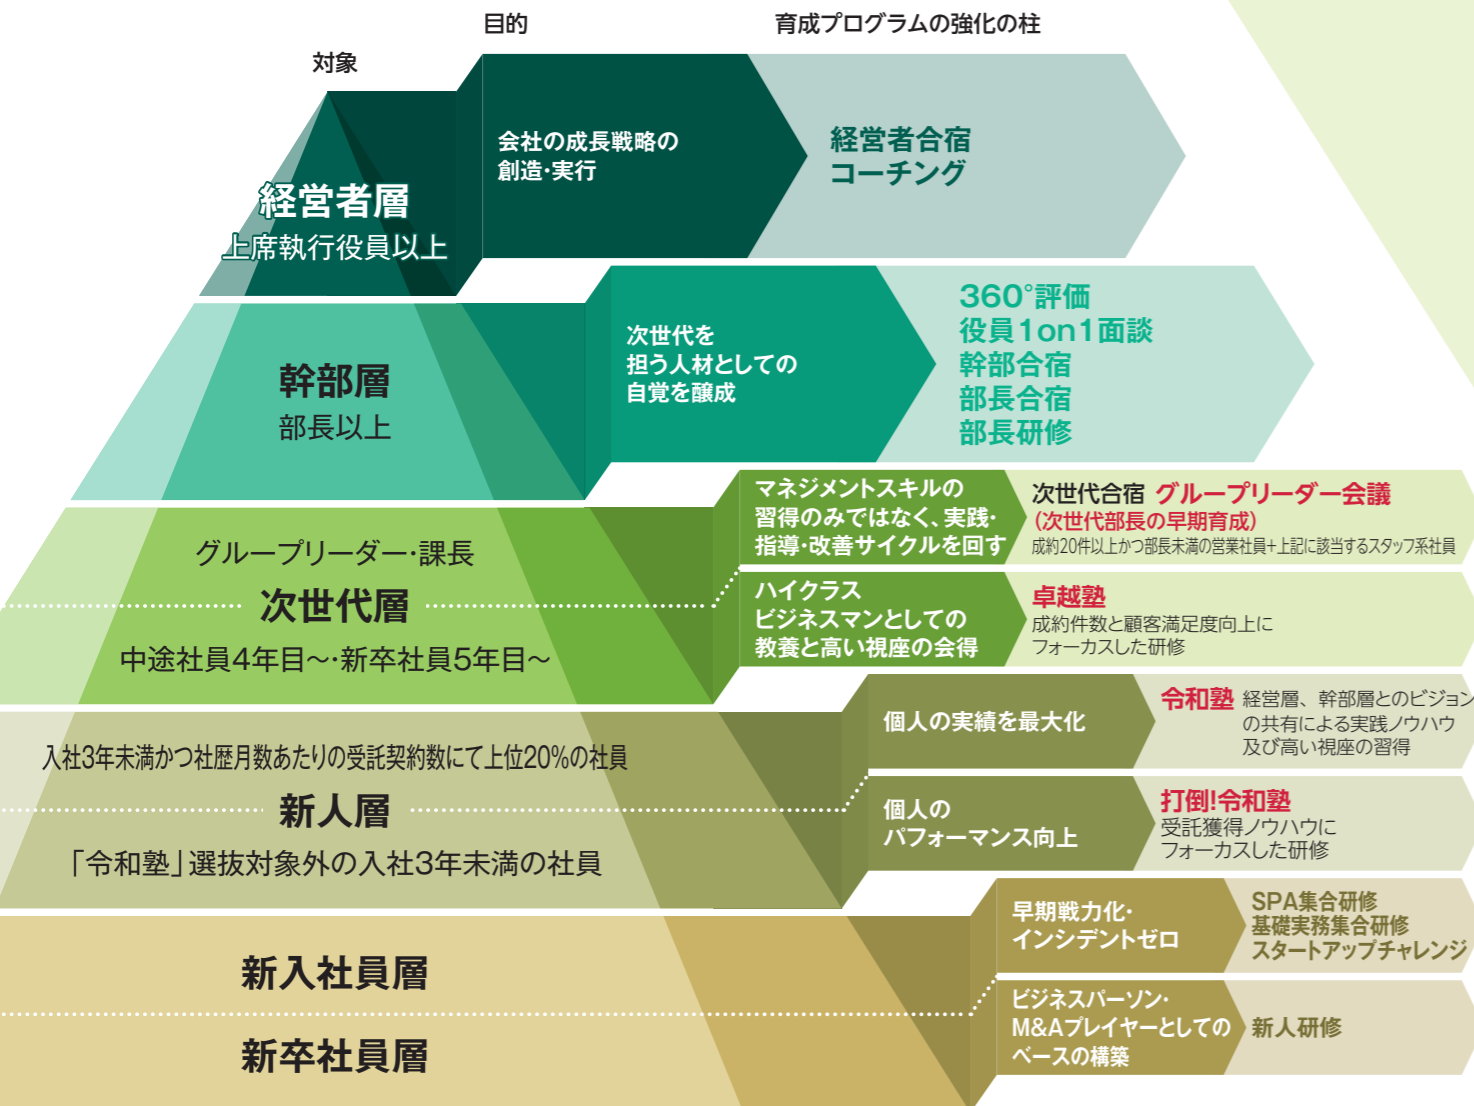 対象
目的
育成プログラムの強化の柱
経営者層
上席執行役員以上
会社の成長戦略の
創造・実行
経営者合宿
コーチング
幹部層
部長以上
次世代を
担う人材としての
自覚を醸成
360°評価
役員1on1面談
幹部合宿
部長合宿
部長研修
グループリーダー・課長
次世代層
中途社員4年目～・新卒社員5年目～
マネジメントスキルの
習得のみではなく、実践・
指導・改善サイクルを回す
次世代合宿 グループリーダー会議
（次世代部長の早期育成）
成約20件以上かつ部長未満の営業社員＋上記に該当するスタッフ系社員
ハイクラス
ビジネスマンとしての
教養と高い視座の会得
卓越塾
成約件数と顧客満足度向上に
フォーカスした研修
入社3年未満かつ社歴月数あたりの受託契約数にて上位20%の社員
新人層
「令和塾」選抜対象外の入社3年未満の社員
個人の実績を最大化
令和塾 経営層、幹部層とのビジョン
の共有による実践ノウハウ
及び高い視座の習得
個人の
パフォーマンス向上
打倒!令和塾
受託獲得ノウハウに
フォーカスした研修
新入社員層
早期戦力化・
インシデントゼロ
SPA集合研修
基礎実務集合研修
スタートアップチャレンジ
新卒社員層
ビジネスパーソン・
M&Aプレイヤーとしての
ベースの構築
新人研修